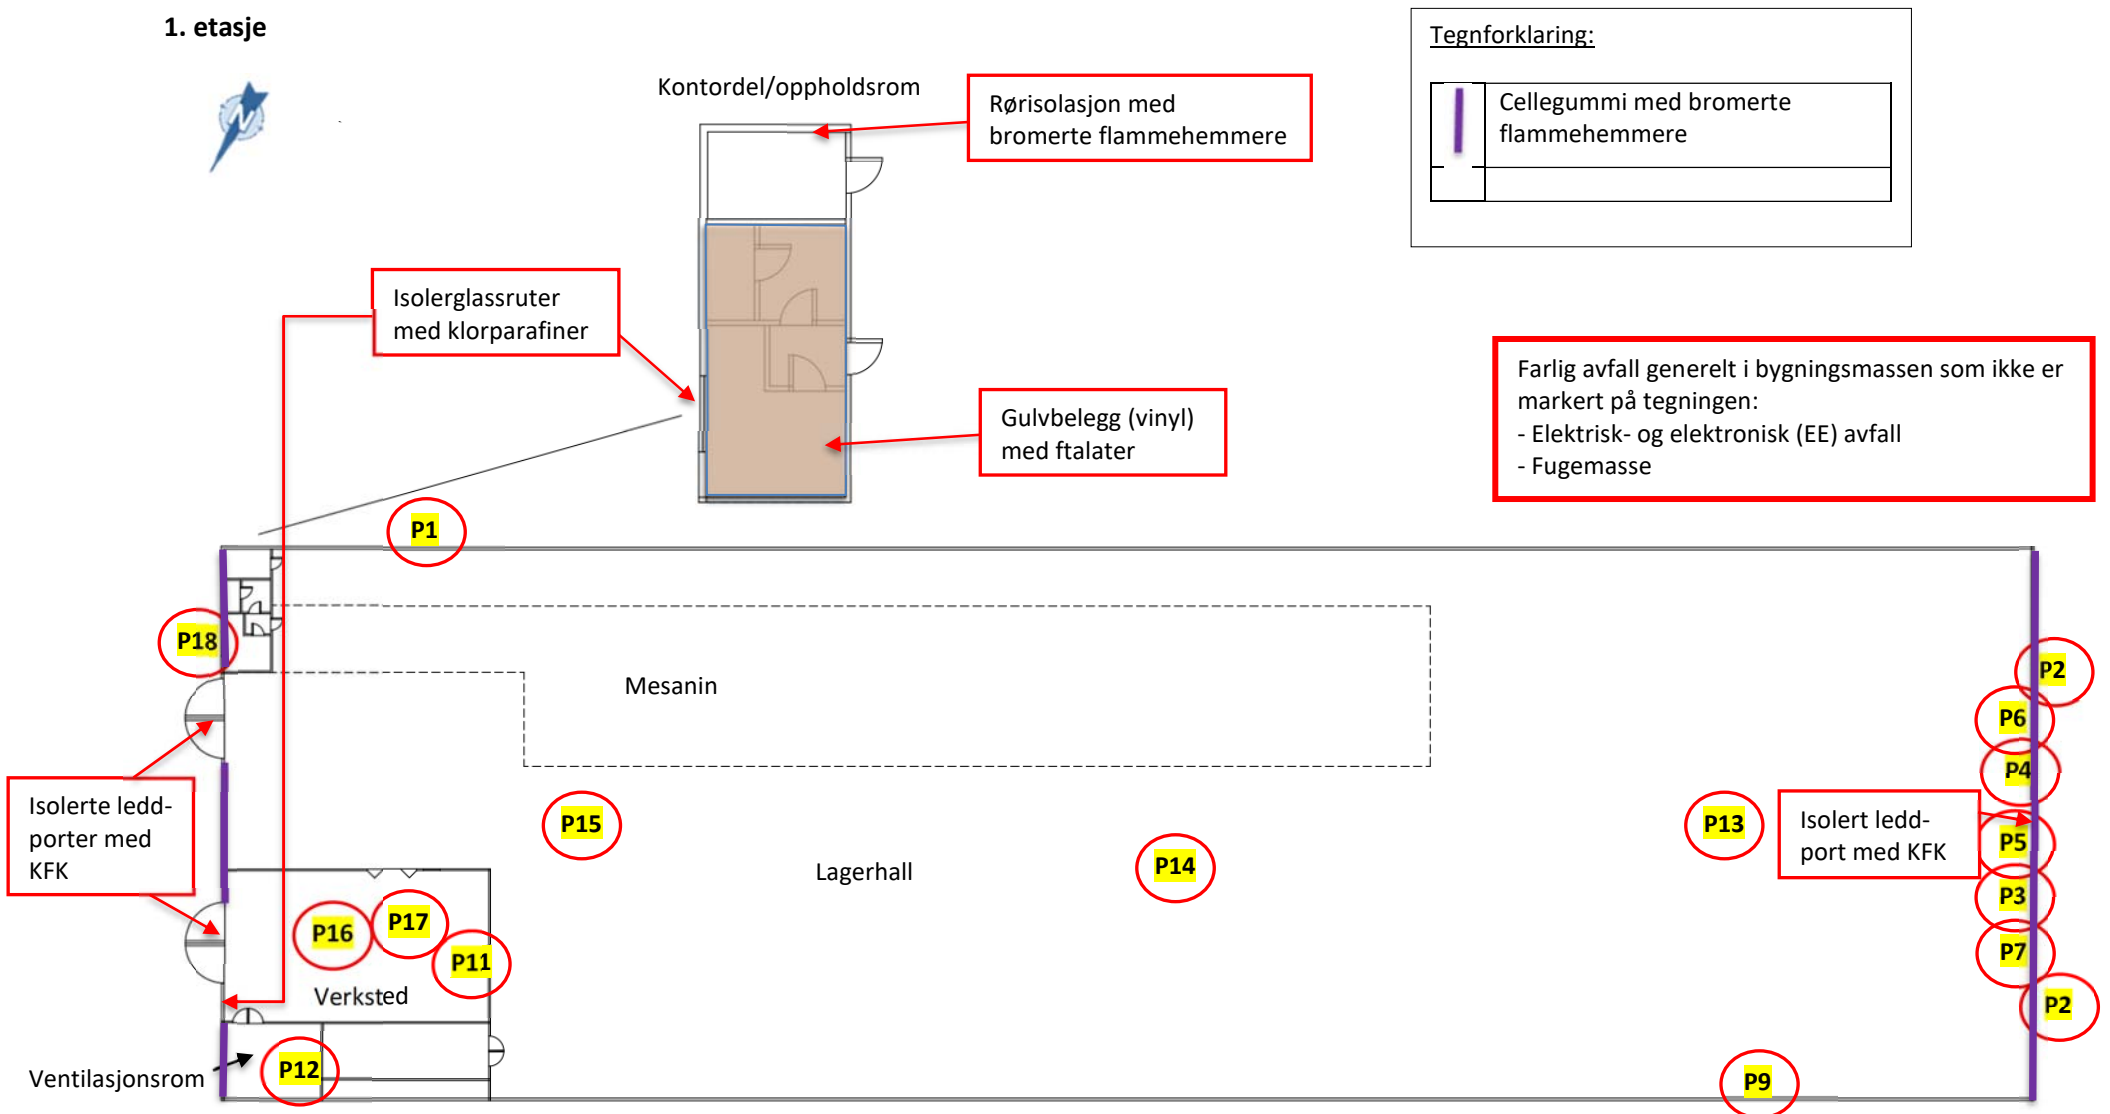 1. etasje
N
Kontordel/oppholdsrom
Rørisolasjon med
bromerte flammehemmere
Tegnforklaring:
Cellegummi med bromerte
flammehemmere
Isolerglassruter
med klorparafiner
Gulvbelegg (vinyl)
med ftalater
Farlig avfall generelt i bygningsmassen som ikke er
markert på tegningen:
- Elektrisk- og elektronisk (EE) avfall
- Fugemasse
P1
P18
Mesanin
P2
P6
P4
Isolerte ledd-
porter med
KFK
P15
P13
Isolert ledd-
port med KFK
P5
Lagerhall
P14
P3
P16
P17
P11
P7
Verksted
P2
Ventilasjonsrom
P12
P9